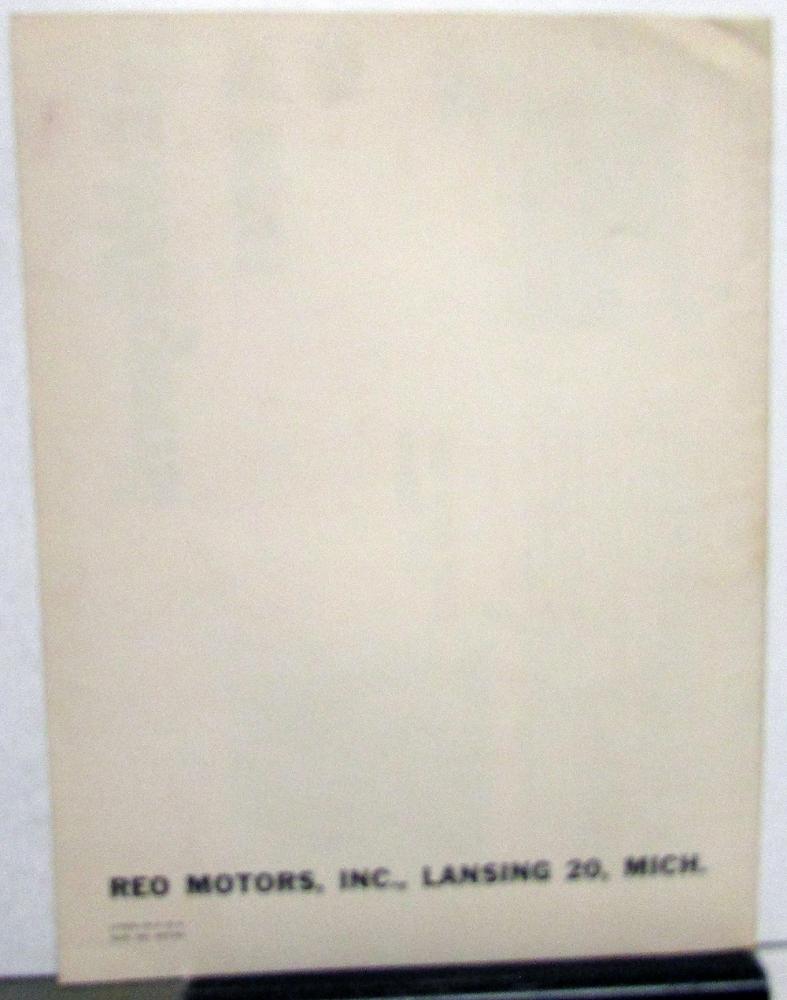 REO MOTORS, INC., LANSING 20, MICH.